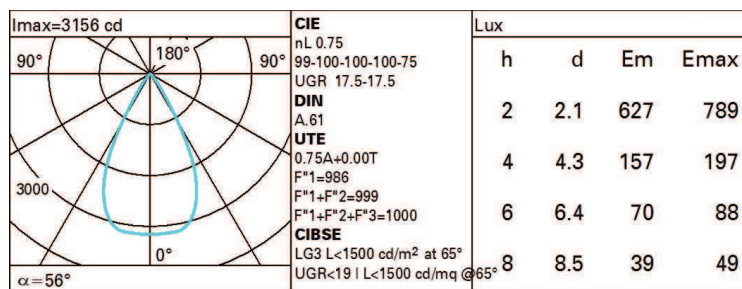 Imax=3156 cd
90° 180° 90°
3000
0°
α=56°
CIE
nL 0.75
99-100-100-100-75
UGR 17.5-17.5
DIN
A.61
UTE
0.75A+0.00T
F"1=986
F"1+F"2=999
F"1+F"2+F"3=1000
CIBSE
LG3 L<1500 cd/m² at 65°
UGR<19 | L<1500 cd/mq @65°
Lux
h d Em Emax
2 2.1 627 789
4 4.3 157 197
6 6.4 70 88
8 8.5 39 49